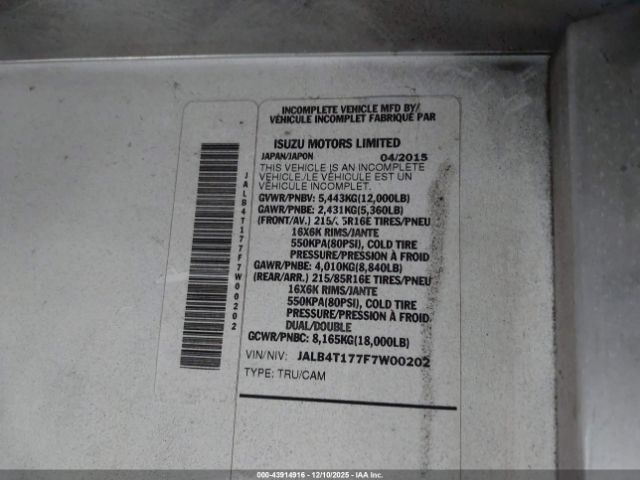 INCOMPLETE VEHICLE MFD BY/
VÉHICULE INCOMPLET FABRIQUÉ PAR
ISUZU MOTORS LIMITED
JAPAN/JAPON 04/2015
THIS VEHICLE IS AN INCOMPLETE
VEHICLE./LE VÉHICULE EST UN
VÉHICULE INCOMPLET.
GVWR/PNBV: 5,443KG(12,000LB)
GAWR/PNBE: 2,431KG(5,360LB)
(FRONT/AV.) 215/ 5R16E TIRES/PNEU
16X6K RIMS/JANTE
550KPA(80PSI), COLD TIRE
PRESSURE/PRESSION À FROID
GAWR/PNBE: 4,010KG(8,840LB)
(REAR/ARR.) 215/85R16E TIRES/PNEU
16X6K RIMS/JANTE
550KPA(80PSI), COLD TIRE
PRESSURE/PRESSION À FROID
DUAL/DOUBLE
GCWR/PNBC: 8,165KG(18,000LB)
VIN/NIV: JALB4T177F7W00202
TYPE: TRU/CAM
JALB4T177F7W00202
000-43914916 - 12/10/2025 - IAA Inc.